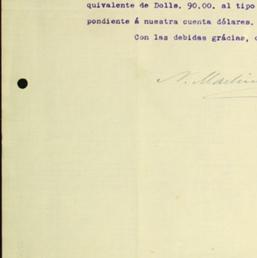 quivalente de Dolls. 90.00. al tipo
pondiente á nuestra cuenta dólares.
Con las debidas grácias,